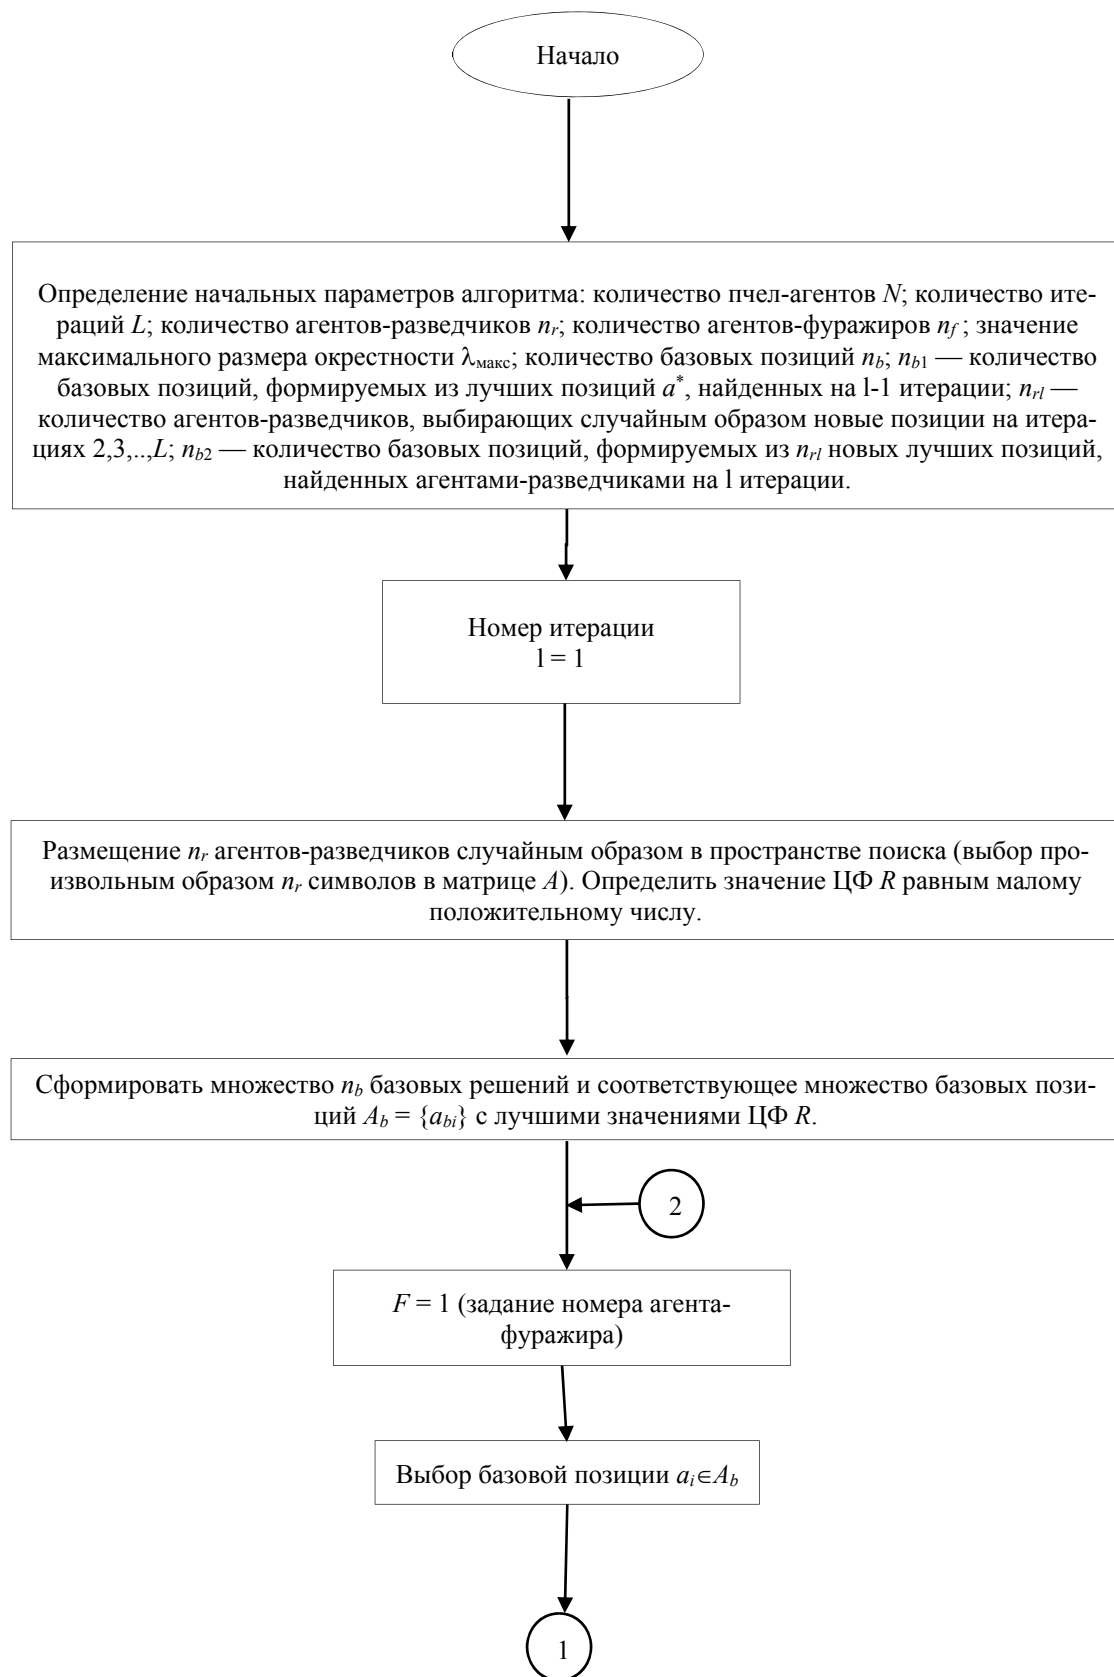 Начало
Определение начальных параметров алгоритма: количество пчел-агентов N; количество ите-
раций L; количество агентов-разведчиков nr; количество агентов-фуражиров nf ; значение
максимального размера окрестности λмакс; количество базовых позиций nb; nb1 — количество
базовых позиций, формируемых из лучших позиций a*, найденных на l-1 итерации; nrl —
количество агентов-разведчиков, выбирающих случайным образом новые позиции на итера-
циях 2,3,..,L; nb2 — количество базовых позиций, формируемых из nrl новых лучших позиций,
найденных агентами-разведчиками на l итерации.
Номер итерации
l = 1
Размещение nr агентов-разведчиков случайным образом в пространстве поиска (выбор про-
извольным образом nr символов в матрице A). Определить значение ЦФ R равным малому
положительному числу.
Сформировать множество nb базовых решений и соответствующее множество базовых пози-
ций Ab = {abi} с лучшими значениями ЦФ R.
2
F = 1 (задание номера агента-
фуражира)
Выбор базовой позиции ai∈Ab
1